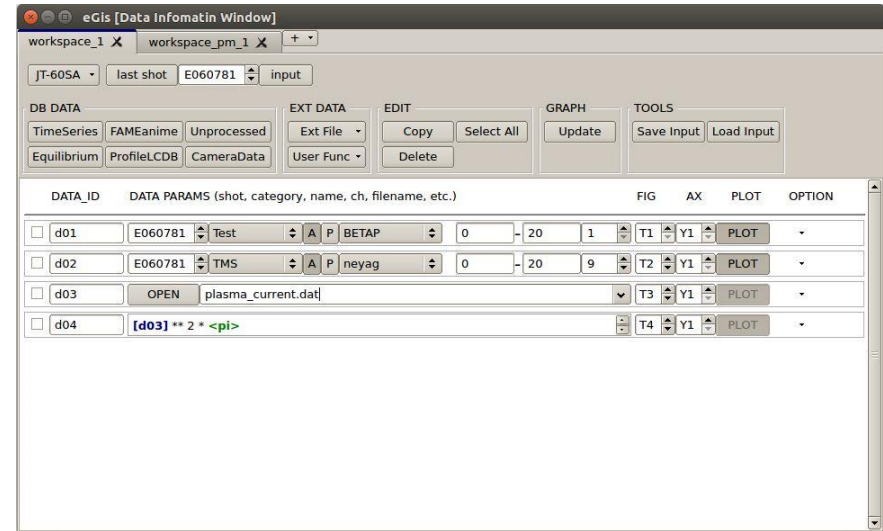 eGis [Data Infomatin Window]
workspace_1 workspace_pm_1 +
JT-60SA last shot E060781 input
DB DATA EXT DATA EDIT GRAPH TOOLS
TimeSeries FAMEanime Unprocessed Ext File Copy Select All Update Save Input Load Input
Equilibrium ProfileLCDB CameraData User Func Delete
DATA_ID DATA PARAMS (shot, category, name, ch, filename, etc.) FIG AX PLOT OPTION
d01 E060781 Test A P BETAP 0 - 20 1 T1 Y1 PLOT
d02 E060781 TMS A P neyag 0 - 20 9 T2 Y1 PLOT
d03 OPEN plasma_current.dat T3 Y1 PLOT
d04 [d03] ** 2 * <pi> T4 Y1 PLOT